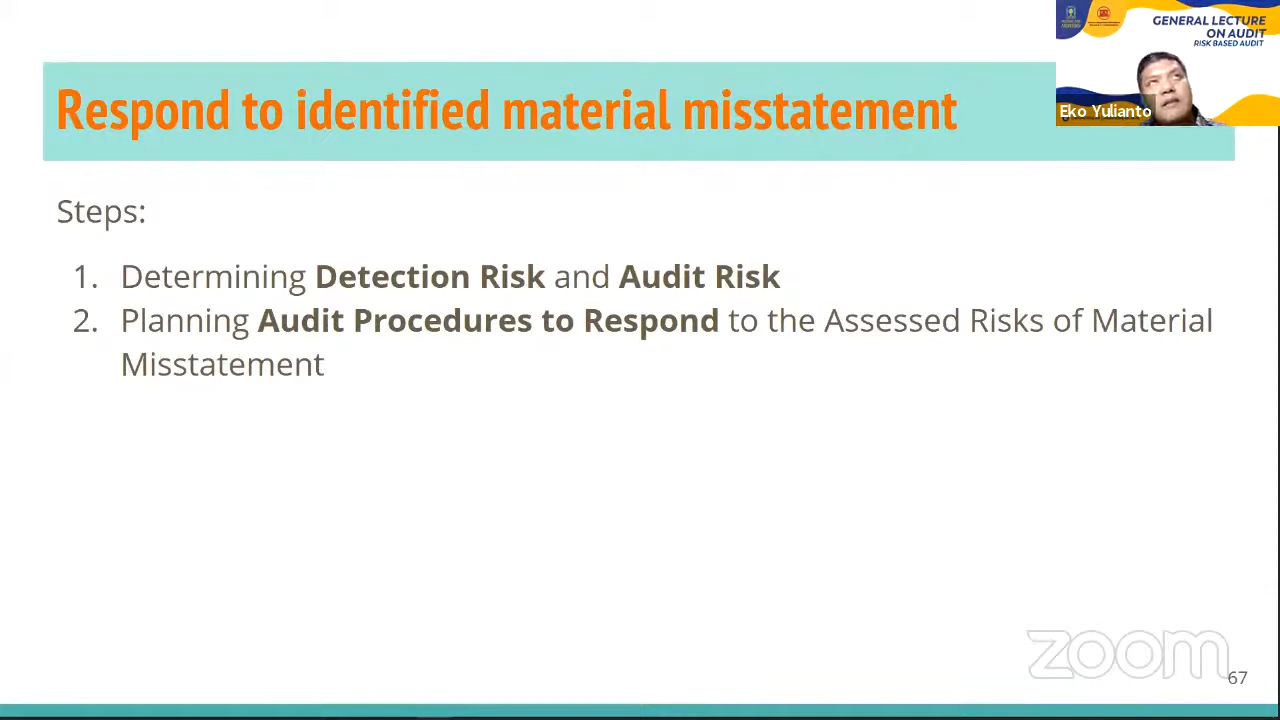 GENERAL LECTURE
ON AUDIT
RISK BASED AUDIT
Eko Yulianto
Respond to identified material misstatement
Steps:
1. Determining Detection Risk and Audit Risk
2. Planning Audit Procedures to Respond to the Assessed Risks of Material
Misstatement
zoom
67